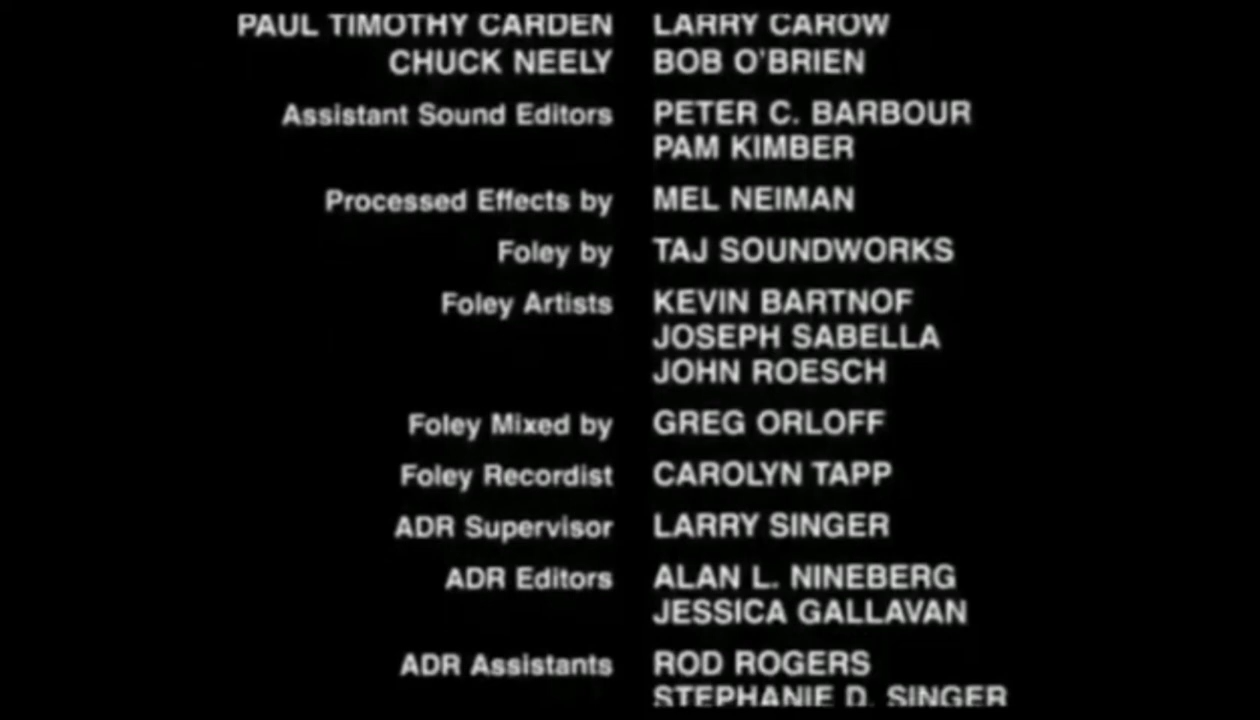 PAUL TIMOTHY CARDEN LARRY CAROW
CHUCK NEELY BOB O'BRIEN
Assistant Sound Editors PETER C. BARBOUR
PAM KIMBER
Processed Effects by MEL NEIMAN
Foley by TAJ SOUNDWORKS
Foley Artists KEVIN BARTNOF
JOSEPH SABELLA
JOHN ROESCH
Foley Mixed by GREG ORLOFF
Foley Recordist CAROLYN TAPP
ADR Supervisor LARRY SINGER
ADR Editors ALAN L. NINEBERG
JESSICA GALLAVAN
ADR Assistants ROD ROGERS
STEPHANIE D. SINGER